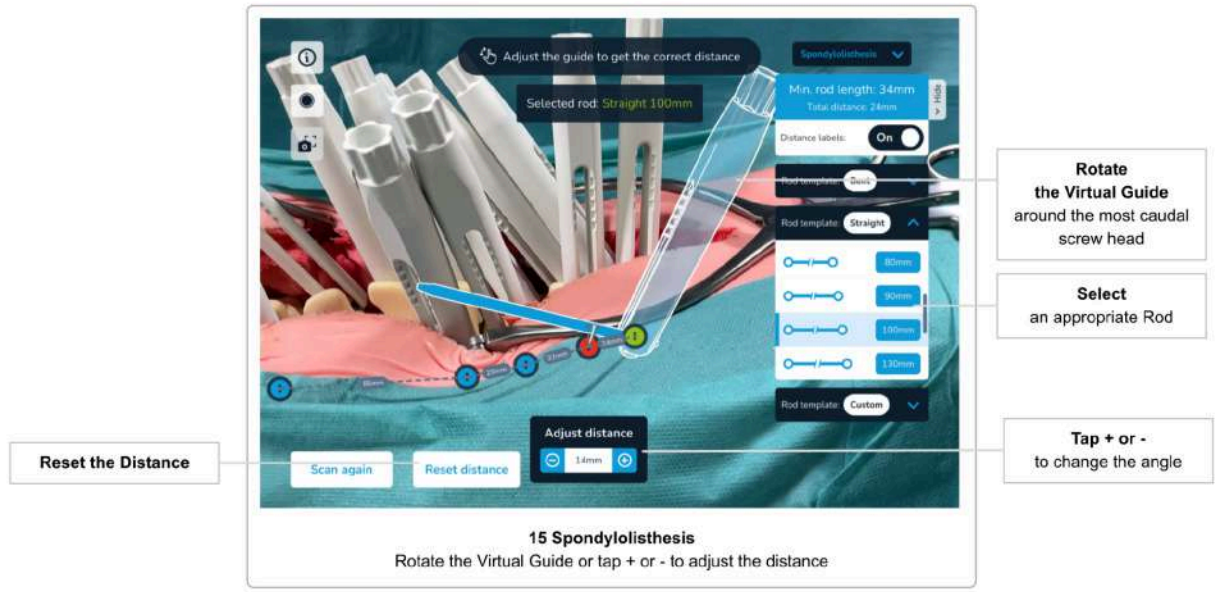 Adjust the guide to get the correct distance
Spondylolisthesis
Selected rod: Straight 100mm
Min. rod length: 34mm
Total distance: 24mm
Hide
Distance labels: On
Rod template: Bent
Rod template: Straight
80mm
90mm
100mm
130mm
Rod template: Custom
Adjust distance
14mm
Scan again
Reset distance
Rotate
the Virtual Guide
around the most caudal
screw head
Select
an appropriate Rod
Tap + or -
to change the angle
Reset the Distance
15 Spondylolisthesis
Rotate the Virtual Guide or tap + or - to adjust the distance